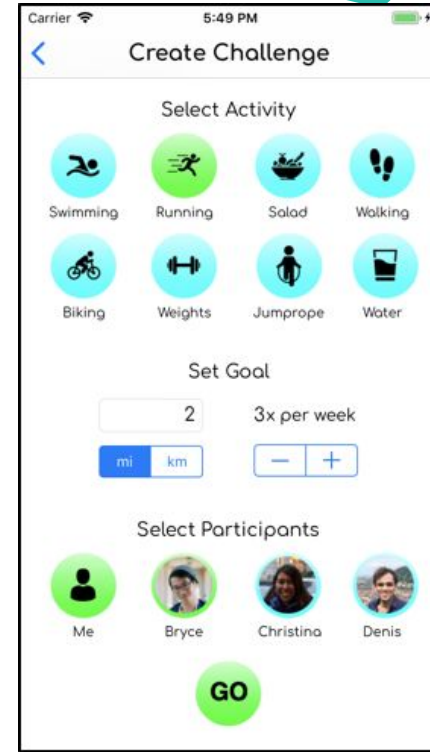 Carrier 5:49 PM
Create Challenge
Select Activity
Swimming Running Salad Walking
Biking Weights Jumprope Water
Set Goal
2 3x per week
mi km − +
Select Participants
Me Bryce Christina Denis
GO